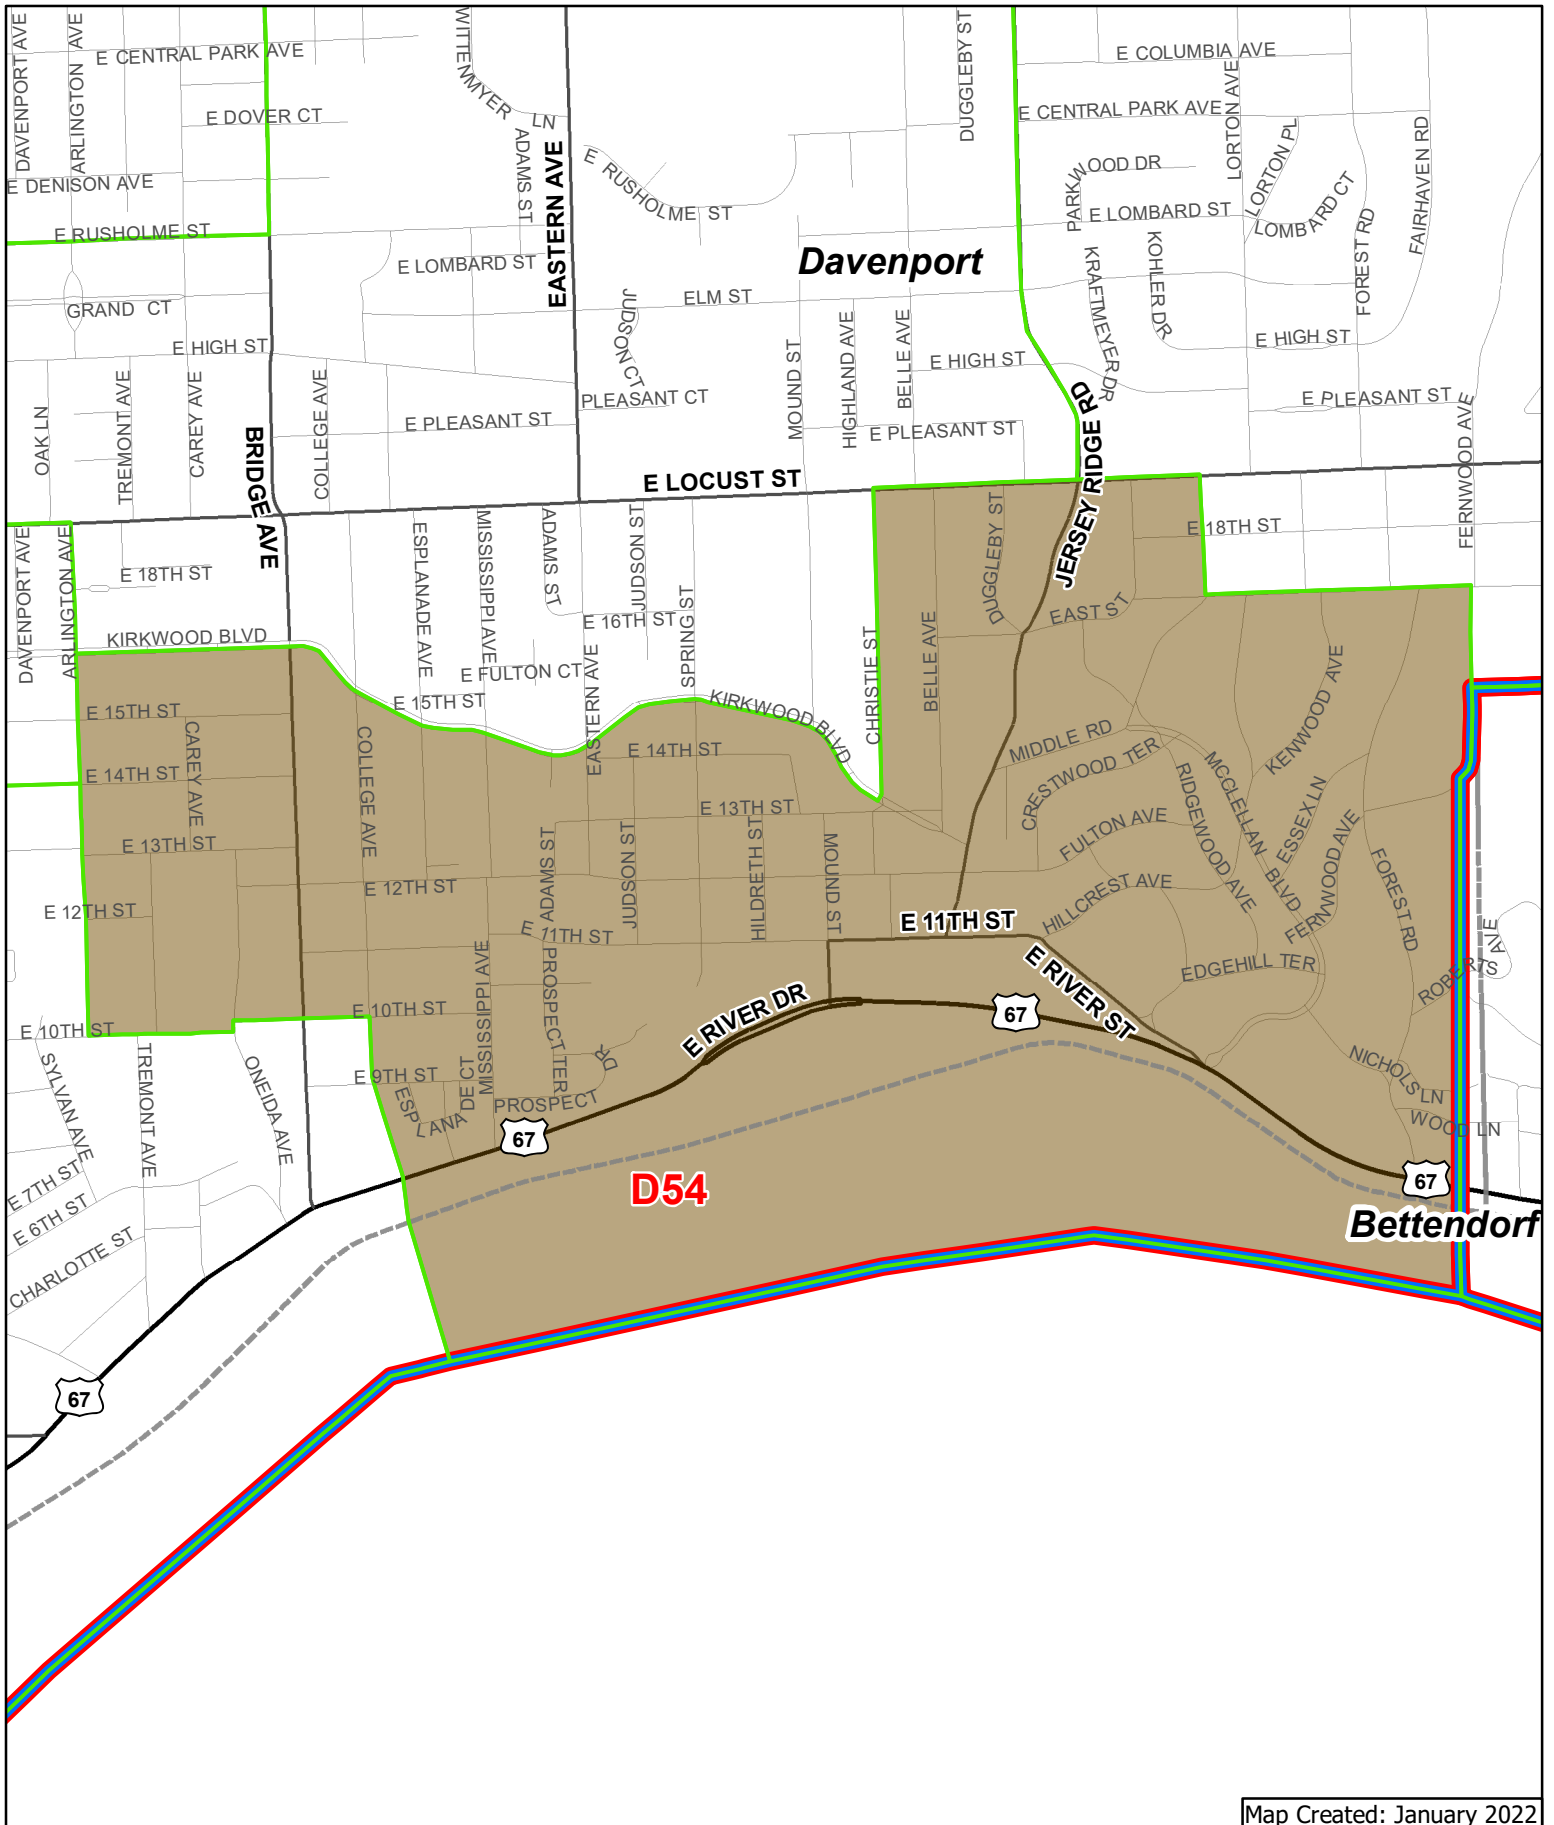 DAVENPORT AVE
ARLINGTON AVE
E CENTRAL PARK AVE
WITTENMYER LN
DUGGLEBY ST
E COLUMBIA AVE
E DOVER CT
ADAMS ST
EASTERN AVE
E CENTRAL PARK AVE
LORTON AVE
LORTON PL
FAIRHAVEN RD
E DENISON AVE
E RUSHOLME ST
PARKWOOD DR
LOMBARD CT
E RUSHOLME ST
E LOMBARD ST
E LOMBARD ST
Davenport
KRAFTMEYER DR
KOHLER DR
FOREST RD
GRAND CT
JUDSON CT
ELM ST
E HIGH ST
MOUND ST
HIGHLAND AVE
BELLE AVE
E HIGH ST
E HIGH ST
OAK LN
TREMONT AVE
CAREY AVE
COLLEGE AVE
PLEASANT CT
E PLEASANT ST
E PLEASANT ST
E PLEASANT ST
FERNWOOD AVE
BRIDGE AVE
E LOCUST ST
JERSEY RIDGE RD
DAVENPORT AVE
ARLINGTON AVE
E 18TH ST
ESPLANADE AVE
MISSISSIPPI AVE
ADAMS ST
JUDSON ST
DUGGLEBY ST
E 18TH ST
KIRKWOOD BLVD
E 16TH ST
SPRING ST
EAST ST
E FULTON CT
E 15TH ST
EASTERN AVE
KIRKWOOD BLVD
CHRISTIE ST
BELLE AVE
KENWOOD AVE
E 15TH ST
CAREY AVE
COLLEGE AVE
E 14TH ST
MIDDLE RD
CRESTWOOD TER
RIDGEWOOD AVE
MCCLELLAN BLVD
E 14TH ST
ESSEX LN
E 13TH ST
E 13TH ST
ADAMS ST
JUDSON ST
HILDRETH ST
MOUND ST
FULTON AVE
FERNWOOD AVE
FOREST RD
E 12TH ST
HILLCREST AVE
E 12TH ST
E 11TH ST
E 11TH ST
EDGEHILL TER
ROBERTS AVE
MISSISSIPPI AVE
PROSPECT TER
E RIVER DR
E RIVER ST
67
E 10TH ST
E 10TH ST
SYLVAN AVE
TREMONT AVE
ONEIDA AVE
E 9TH ST
ESPLANADE CT
PROSPECT DR
NICHOLS LN
WOOD LN
67
67
E 7TH ST
E 6TH ST
D54
Bettendorf
CHARLOTTE ST
67
Map Created: January 2022